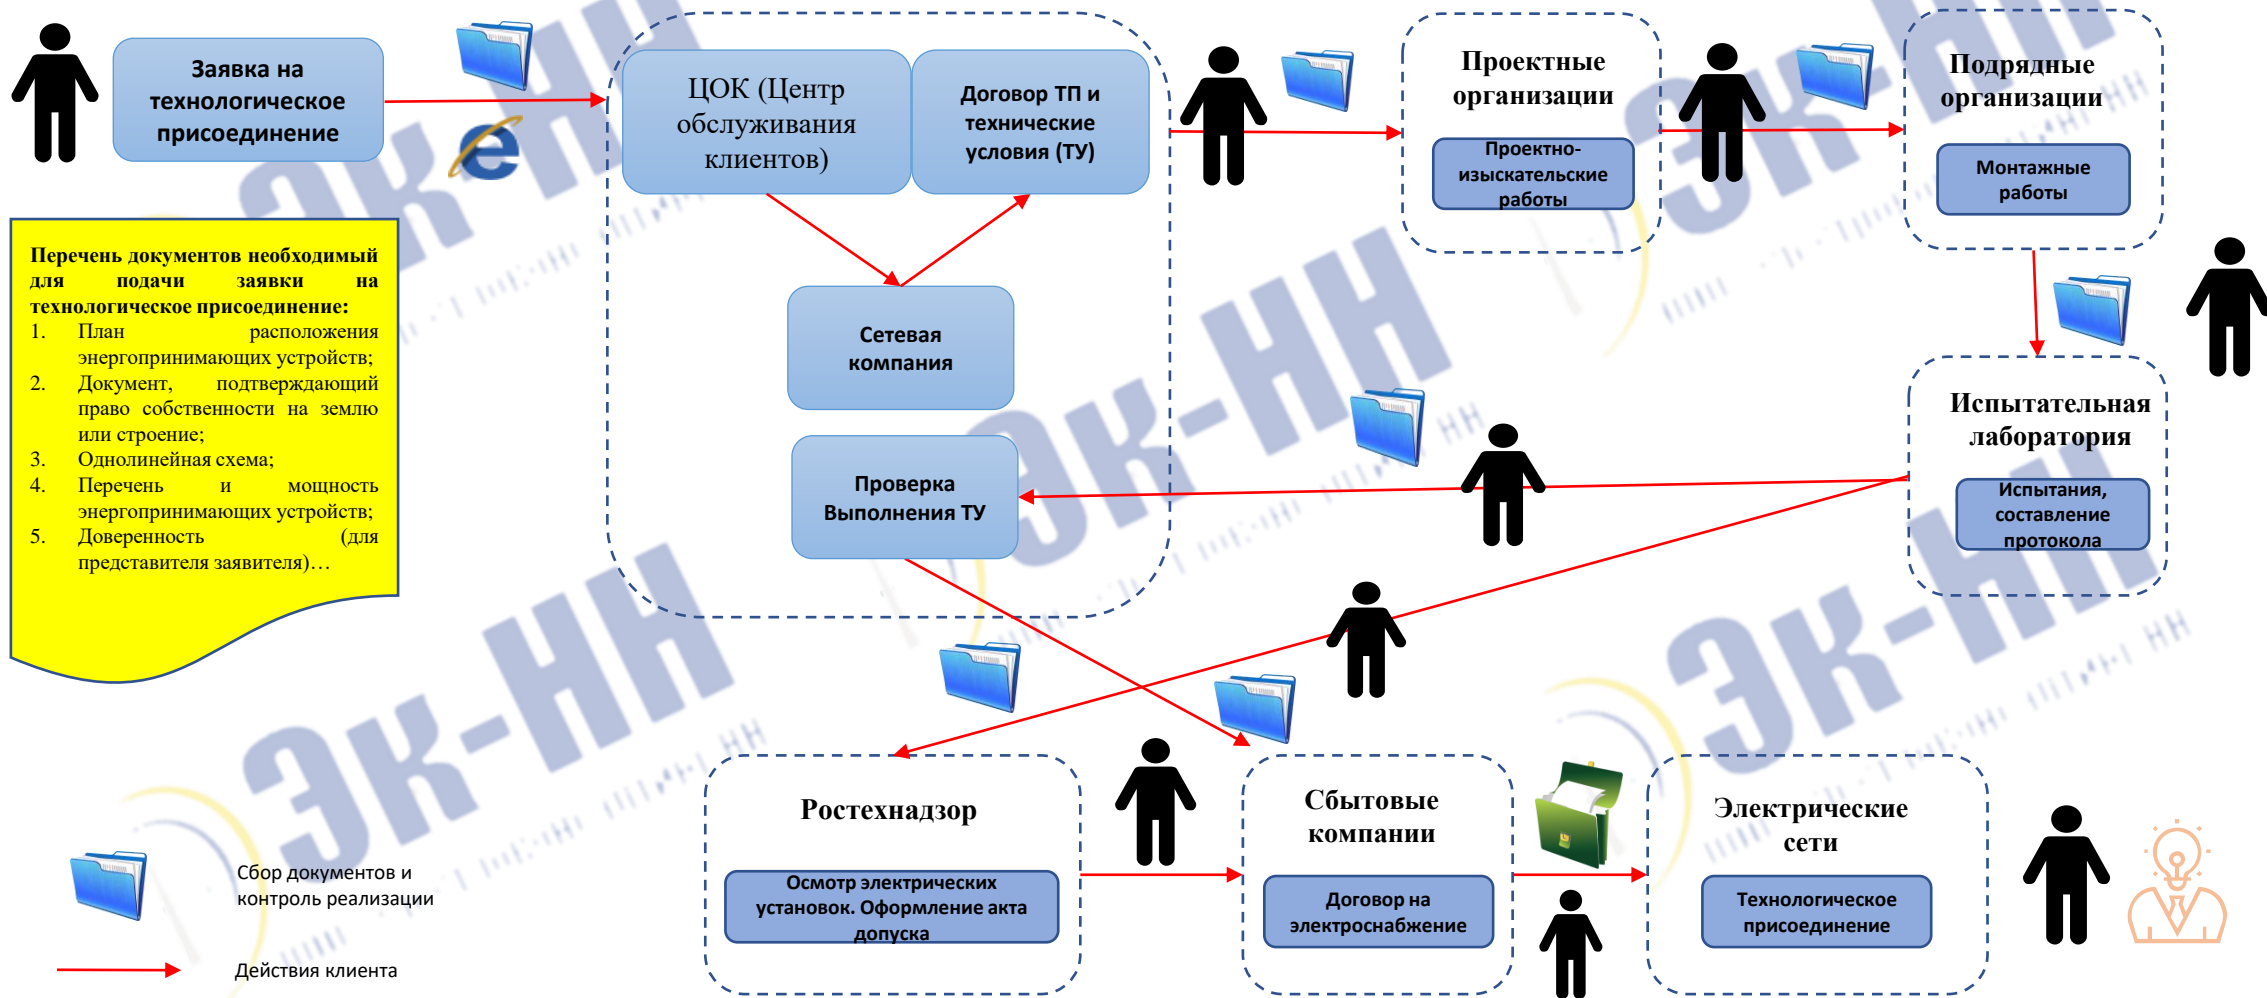 Заявка на
технологическое
присоединение
ЦОК (Центр
обслуживания
клиентов)
Договор ТП и
технические
условия (ТУ)
Сетевая
компания
Проверка
Выполнения ТУ
Проектные
организации
Проектно-
изыскательские
работы
Подрядные
организации
Монтажные
работы
Испытательная
лаборатория
Испытания,
составление
протокола
Перечень документов необходимый
для подачи заявки на
технологическое присоединение:
1. План расположения
энергопринимающих устройств;
2. Документ, подтверждающий
право собственности на землю
или строение;
3. Однолинейная схема;
4. Перечень и мощность
энергопринимающих устройств;
5. Доверенность (для
представителя заявителя)…
Ростехнадзор
Осмотр электрических
установок. Оформление акта
допуска
Сбытовые
компании
Договор на
электроснабжение
Электрические
сети
Технологическое
присоединение
Сбор документов и
контроль реализации
Действия клиента
ЭК-НН
ЭК-НН
ЭК-НН
ЭК-НН
ЭК-НН